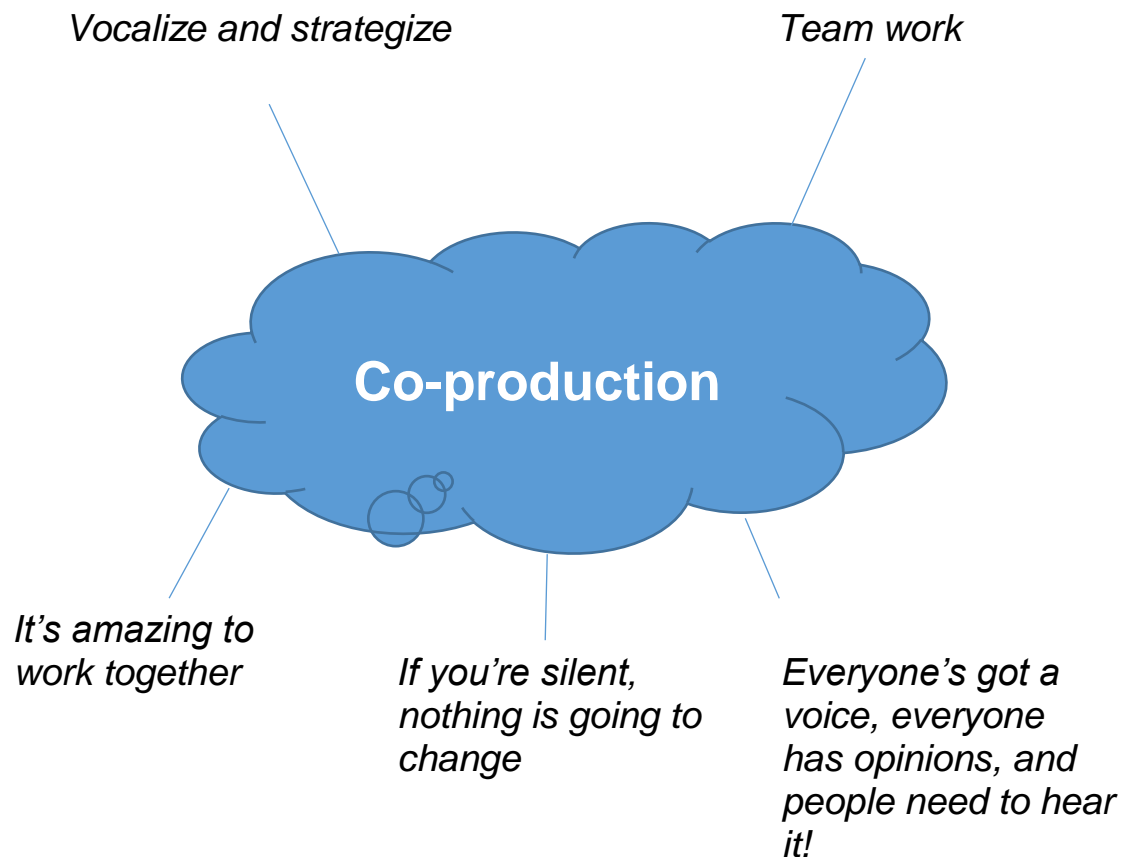 Vocalize and strategize
Team work
Co-production
It’s amazing to
work together
If you’re silent,
nothing is going to
change
Everyone’s got a
voice, everyone
has opinions, and
people need to hear
it!